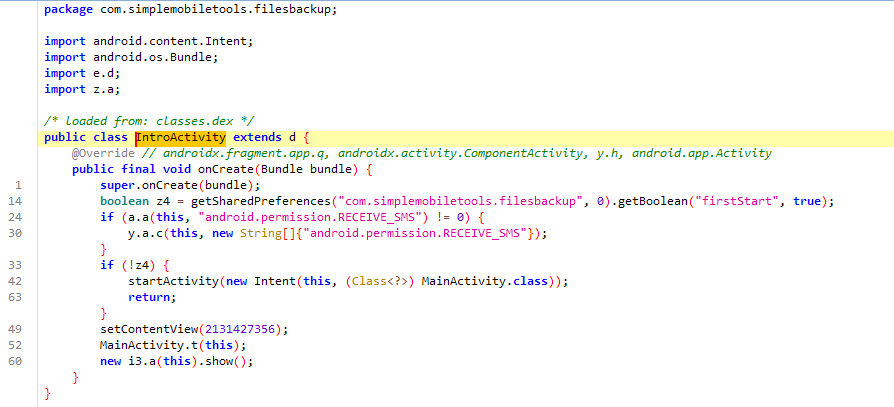 package com.simplemobiletools.filesbackup;
import android.content.Intent;
import android.os.Bundle;
import e.d;
import z.a;
/* loaded from: classes.dex */
public class IntroActivity extends d {
@Override // androidx.fragment.app.q, androidx.activity.ComponentActivity, y.h, android.app.Activity
public final void onCreate(Bundle bundle) {
1 super.onCreate(bundle);
14 boolean z4 = getSharedPreferences("com.simplemobiletools.filesbackup", 0).getBoolean("firstStart", true);
24 if (a.a(this, "android.permission.RECEIVE_SMS") != 0) {
30 y.a.c(this, new String[]{"android.permission.RECEIVE_SMS"});
}
33 if (!z4) {
42 startActivity(new Intent(this, (Class<?>) MainActivity.class));
63 return;
}
49 setContentView(2131427356);
52 MainActivity.t(this);
60 new i3.a(this).show();
}
}